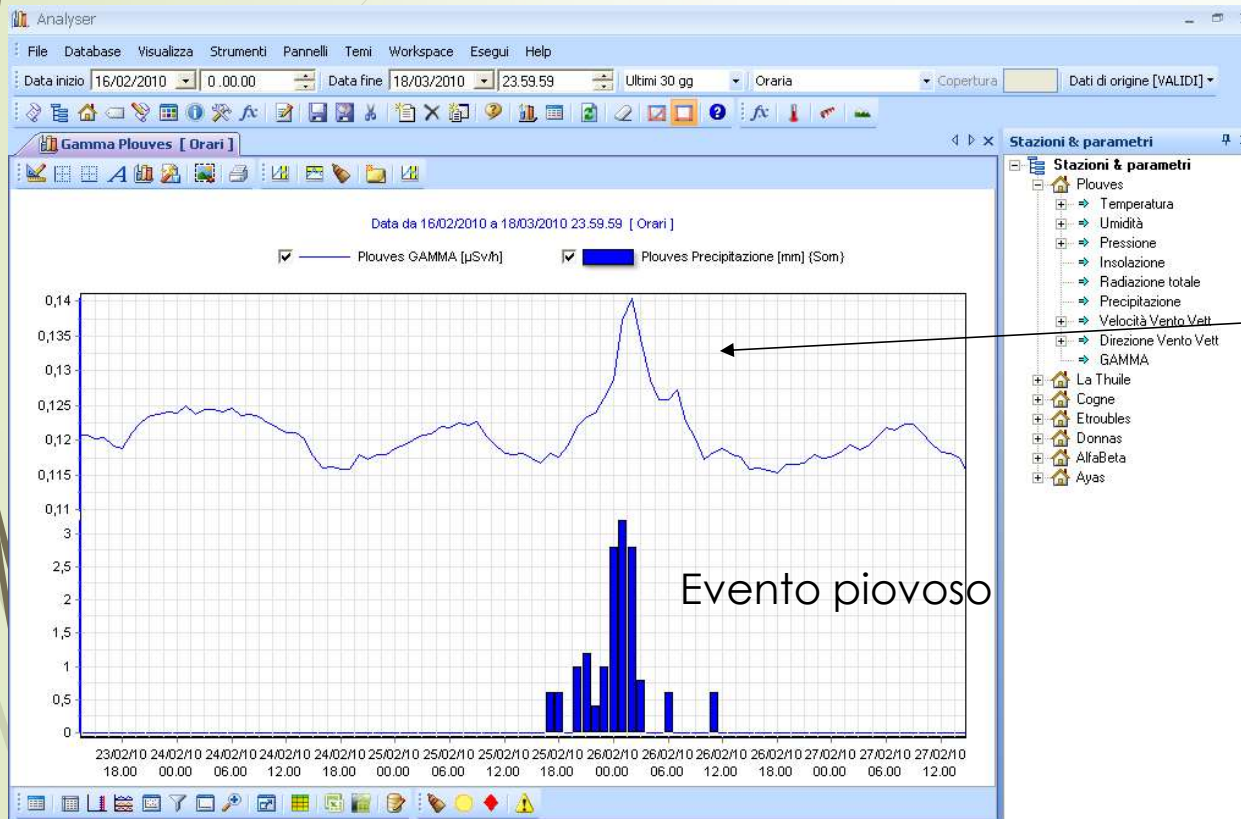 Analyser
File Database Visualizza Strumenti Pannelli Temi Workspace Esegui Help
Data inizio 16/02/2010 0.00.00 Data fine 18/03/2010 23.59.59 Ultimi 30 gg Oraria Copertura Dati di origine [VALIDI]
Gamma Plouves [ Orari ]
Stazioni & parametri
Stazioni & parametri
Plouves
Temperatura
Umidità
Pressione
Insolazione
Radiazione totale
Precipitazione
Velocità Vento Vett
Direzione Vento Vett
GAMMA
La Thuile
Cogne
Etroubles
Donnas
AlfaBeta
Ayas
Data da 16/02/2010 a 18/03/2010 23.59.59 [ Orari ]
Plouves GAMMA [µSv/h] Plouves Precipitazione [mm] {Som}
0,14
0,135
0,13
0,125
0,12
0,115
0,11
3
2,5
2
1,5
1
0,5
0
Evento piovoso
23/02/10 24/02/10 24/02/10 24/02/10 24/02/10 25/02/10 25/02/10 25/02/10 25/02/10 26/02/10 26/02/10 26/02/10 26/02/10 27/02/10 27/02/10 27/02/10
18.00 00.00 06.00 12.00 18.00 00.00 06.00 12.00 18.00 00.00 06.00 12.00 18.00 00.00 06.00 12.00